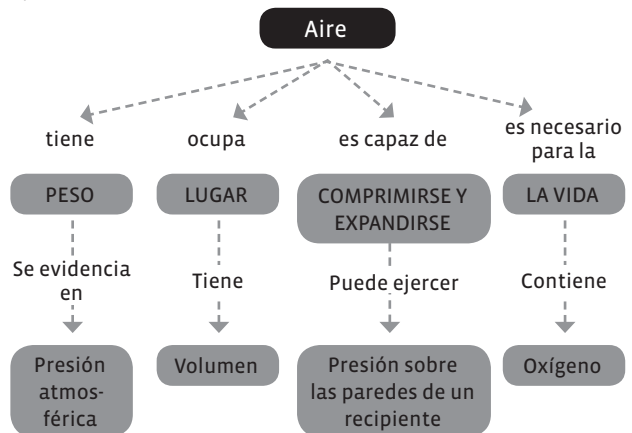 Aire
tiene
ocupa
es capaz de
es necesario
para la
PESO
LUGAR
COMPRIMIRSE Y
EXPANDIRSE
LA VIDA
Se evidencia
en
Tiene
Puede ejercer
Contiene
Presión
atmos-
férica
Volumen
Presión sobre
las paredes de un
recipiente
Oxígeno